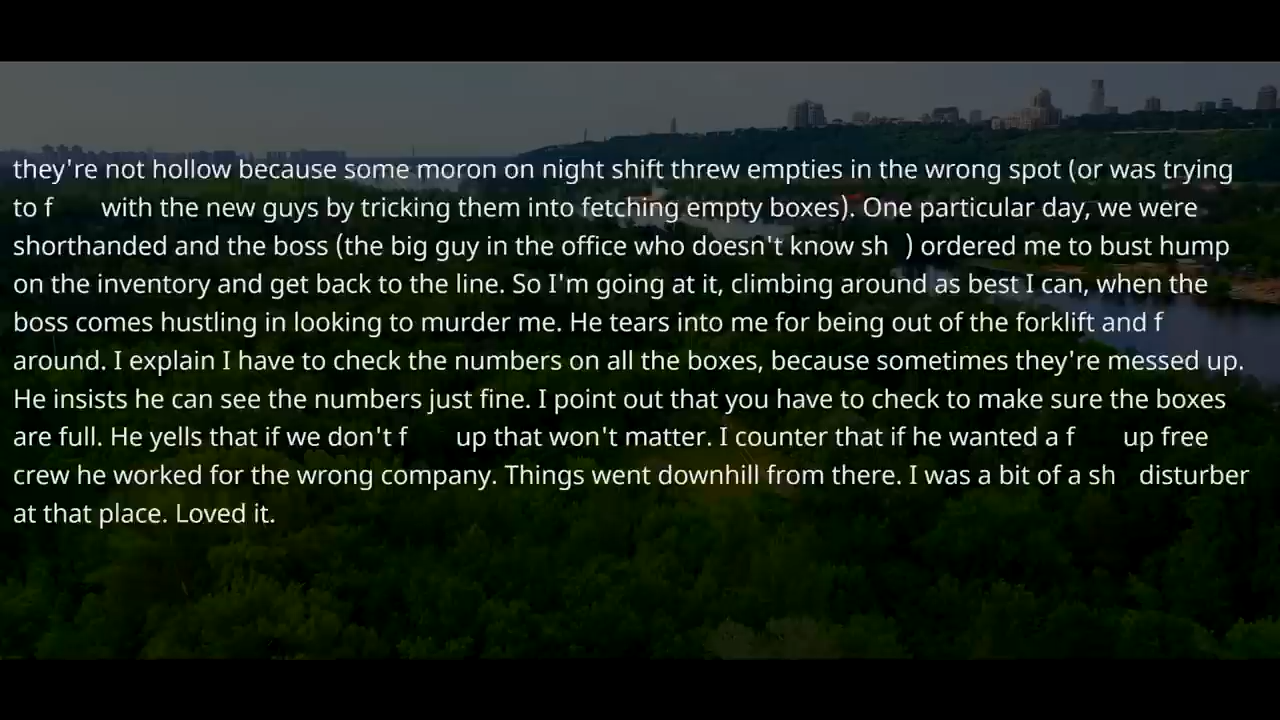 they're not hollow because some moron on night shift threw empties in the wrong spot (or was trying
to f with the new guys by tricking them into fetching empty boxes). One particular day, we were
shorthanded and the boss (the big guy in the office who doesn't know sh ) ordered me to bust hump
on the inventory and get back to the line. So I'm going at it, climbing around as best I can, when the
boss comes hustling in looking to murder me. He tears into me for being out of the forklift and f
around. I explain I have to check the numbers on all the boxes, because sometimes they're messed up.
He insists he can see the numbers just fine. I point out that you have to check to make sure the boxes
are full. He yells that if we don't f up that won't matter. I counter that if he wanted a f up free
crew he worked for the wrong company. Things went downhill from there. I was a bit of a sh disturber
at that place. Loved it.